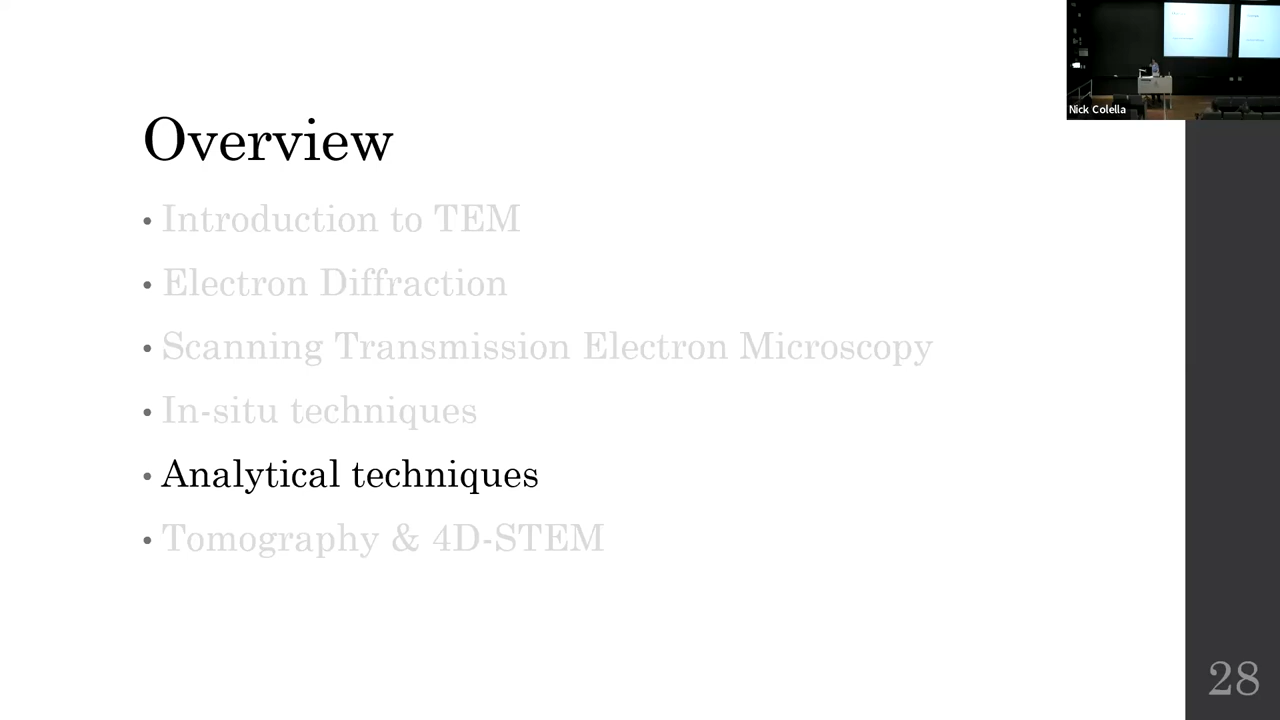 Nick Colella
Overview
• Introduction to TEM
• Electron Diffraction
• Scanning Transmission Electron Microscopy
• In-situ techniques
• Analytical techniques
• Tomography & 4D-STEM
28